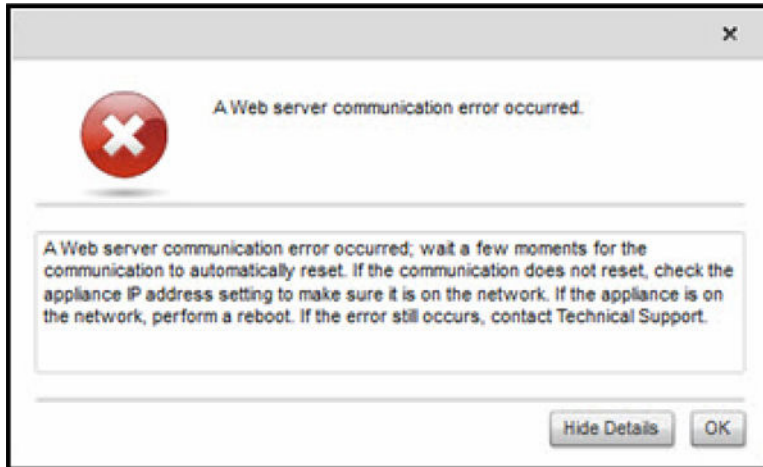 A Web server communication error occurred.
A Web server communication error occurred; wait a few moments for the
communication to automatically reset. If the communication does not reset, check the
appliance IP address setting to make sure it is on the network. If the appliance is on
the network, perform a reboot. If the error still occurs, contact Technical Support.
Hide Details OK